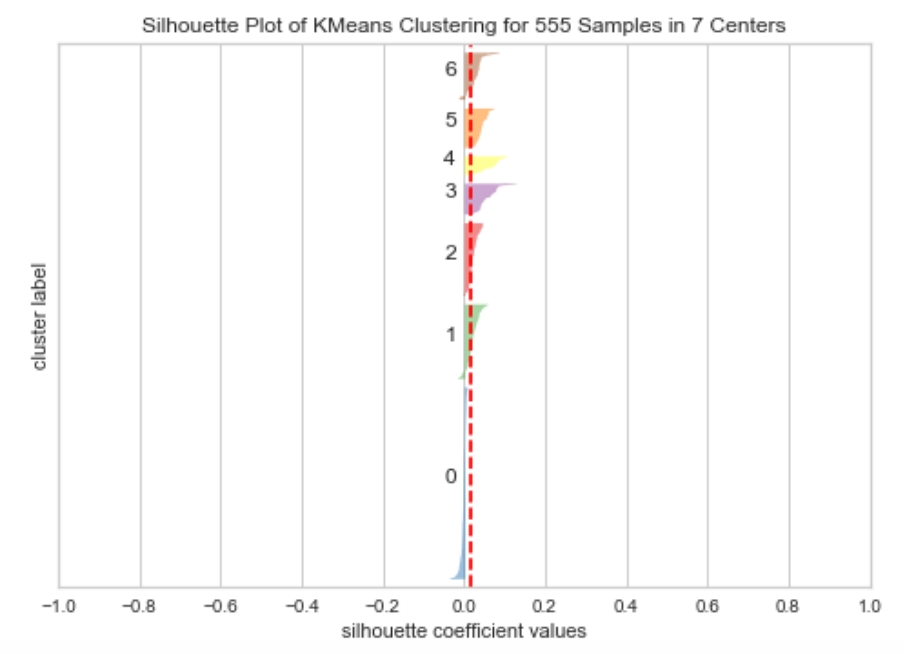 Silhouette Plot of KMeans Clustering for 555 Samples in 7 Centers
6
5
4
3
2
1
0
cluster label
−1.0 −0.8 −0.6 −0.4 −0.2 0.0 0.2 0.4 0.6 0.8 1.0
silhouette coefficient values